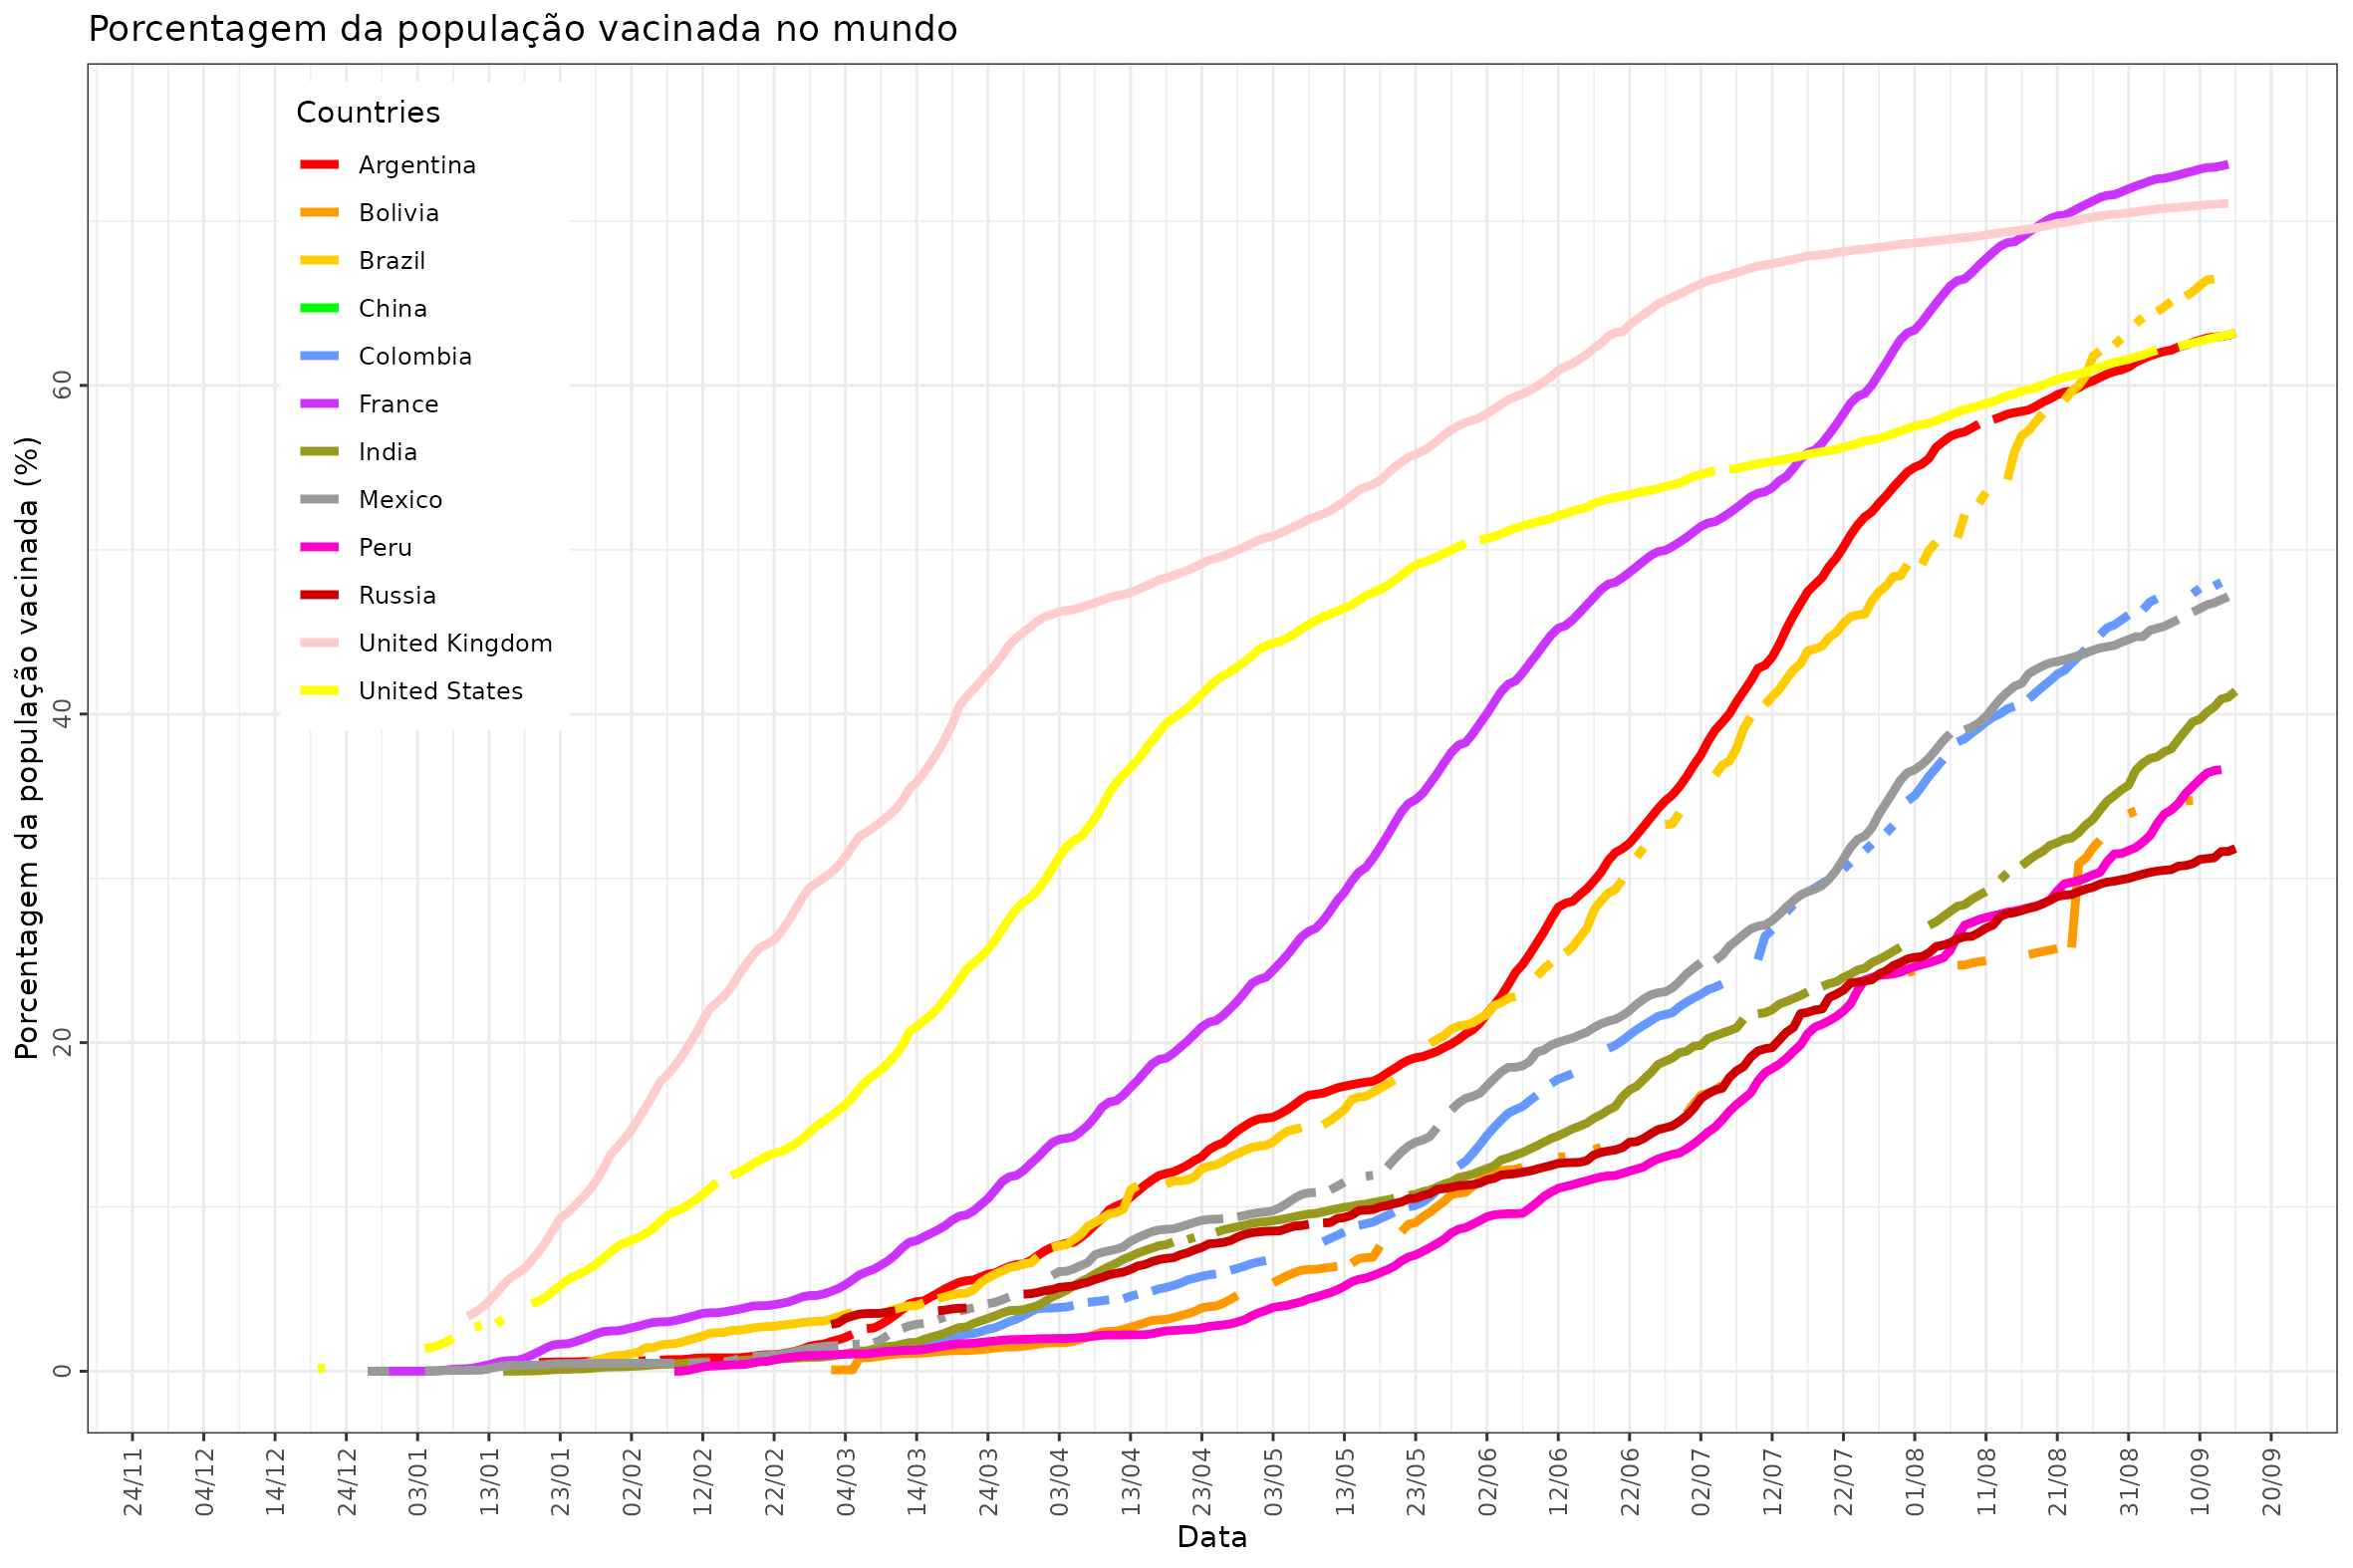 Porcentagem da população vacinada no mundo
Countries
Argentina
Bolivia
Brazil
China
Colombia
France
India
Mexico
Peru
Russia
United Kingdom
United States
Porcentagem da população vacinada (%)
60
40
20
0
24/11
04/12
14/12
24/12
03/01
13/01
23/01
02/02
12/02
22/02
04/03
14/03
24/03
03/04
13/04
23/04
03/05
13/05
23/05
02/06
12/06
22/06
02/07
12/07
22/07
01/08
11/08
21/08
31/08
10/09
20/09
Data